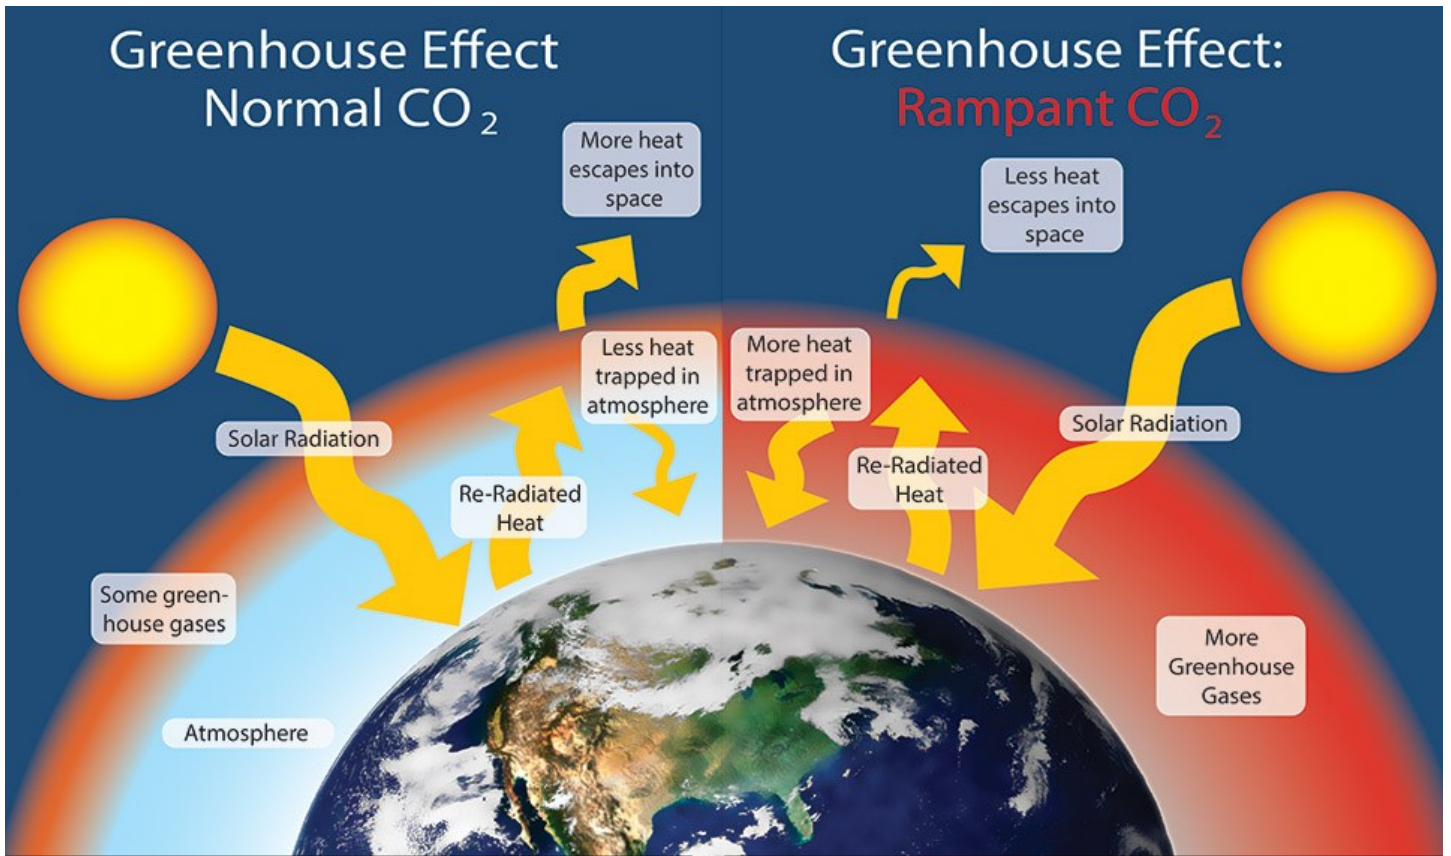 Greenhouse Effect
Normal CO₂
More heat
escapes into
space
Less heat
trapped in
atmosphere
Solar Radiation
Re-Radiated
Heat
Some green-
house gases
Atmosphere
Greenhouse Effect:
Rampant CO₂
Less heat
escapes into
space
More heat
trapped in
atmosphere
Solar Radiation
Re-Radiated
Heat
More
Greenhouse
Gases